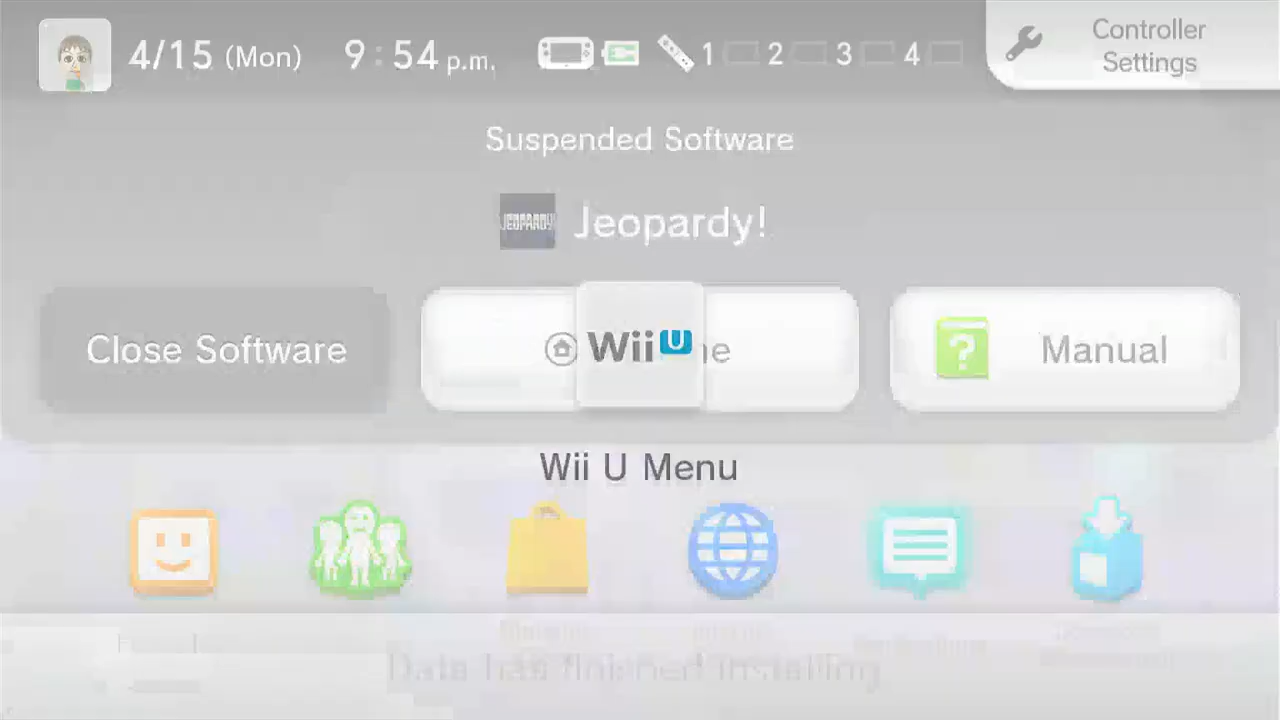 4/15 (Mon) 9:54 p.m. 1 2 3 4
Controller
Settings
Suspended Software
JEOPARDY!
Jeopardy!
Close Software
Wii U
Manual
Wii U Menu
Data has finished installing